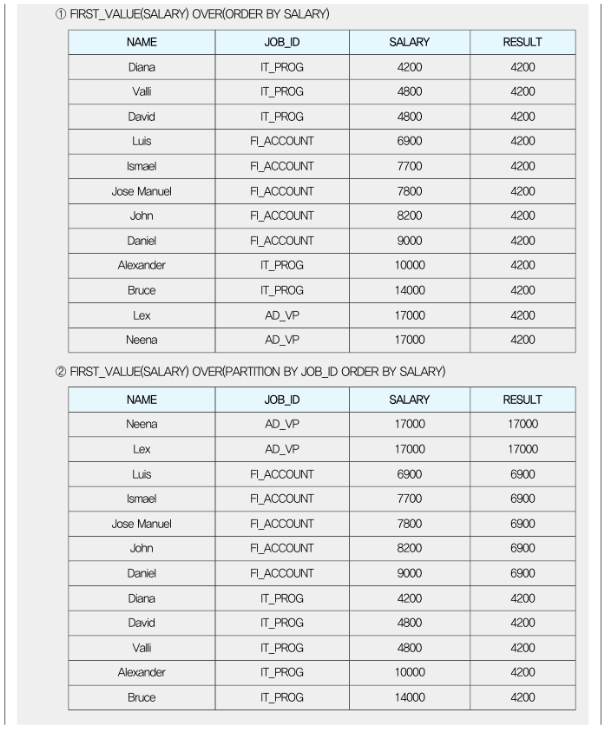 ① FIRST_VALUE(SALARY) OVER(ORDER BY SALARY)
NAME JOB_ID SALARY RESULT
Diana IT_PROG 4200 4200
Valli IT_PROG 4800 4200
David IT_PROG 4800 4200
Luis FI_ACCOUNT 6900 4200
Ismael FI_ACCOUNT 7700 4200
Jose Manuel FI_ACCOUNT 7800 4200
John FI_ACCOUNT 8200 4200
Daniel FI_ACCOUNT 9000 4200
Alexander IT_PROG 10000 4200
Bruce IT_PROG 14000 4200
Lex AD_VP 17000 4200
Neena AD_VP 17000 4200
② FIRST_VALUE(SALARY) OVER(PARTITION BY JOB_ID ORDER BY SALARY)
NAME JOB_ID SALARY RESULT
Neena AD_VP 17000 17000
Lex AD_VP 17000 17000
Luis FI_ACCOUNT 6900 6900
Ismael FI_ACCOUNT 7700 6900
Jose Manuel FI_ACCOUNT 7800 6900
John FI_ACCOUNT 8200 6900
Daniel FI_ACCOUNT 9000 6900
Diana IT_PROG 4200 4200
David IT_PROG 4800 4200
Valli IT_PROG 4800 4200
Alexander IT_PROG 10000 4200
Bruce IT_PROG 14000 4200